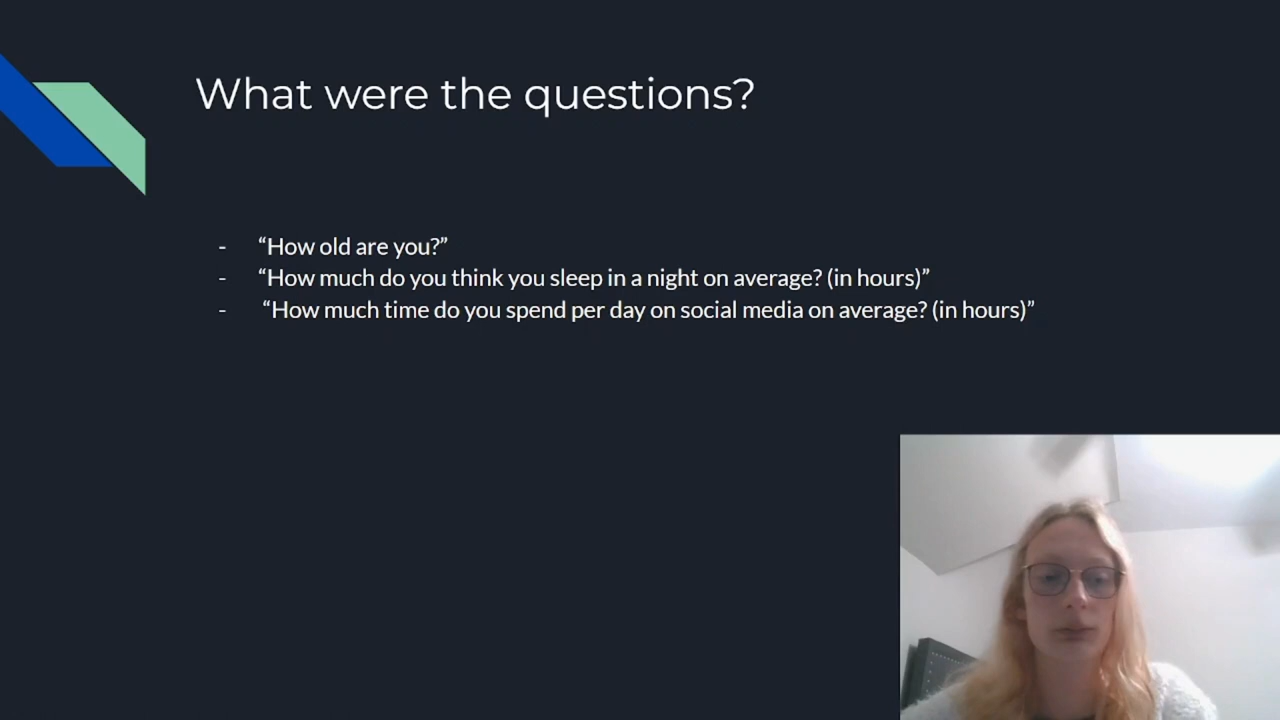 What were the questions?
- “How old are you?”
- “How much do you think you sleep in a night on average? (in hours)”
- “How much time do you spend per day on social media on average? (in hours)”